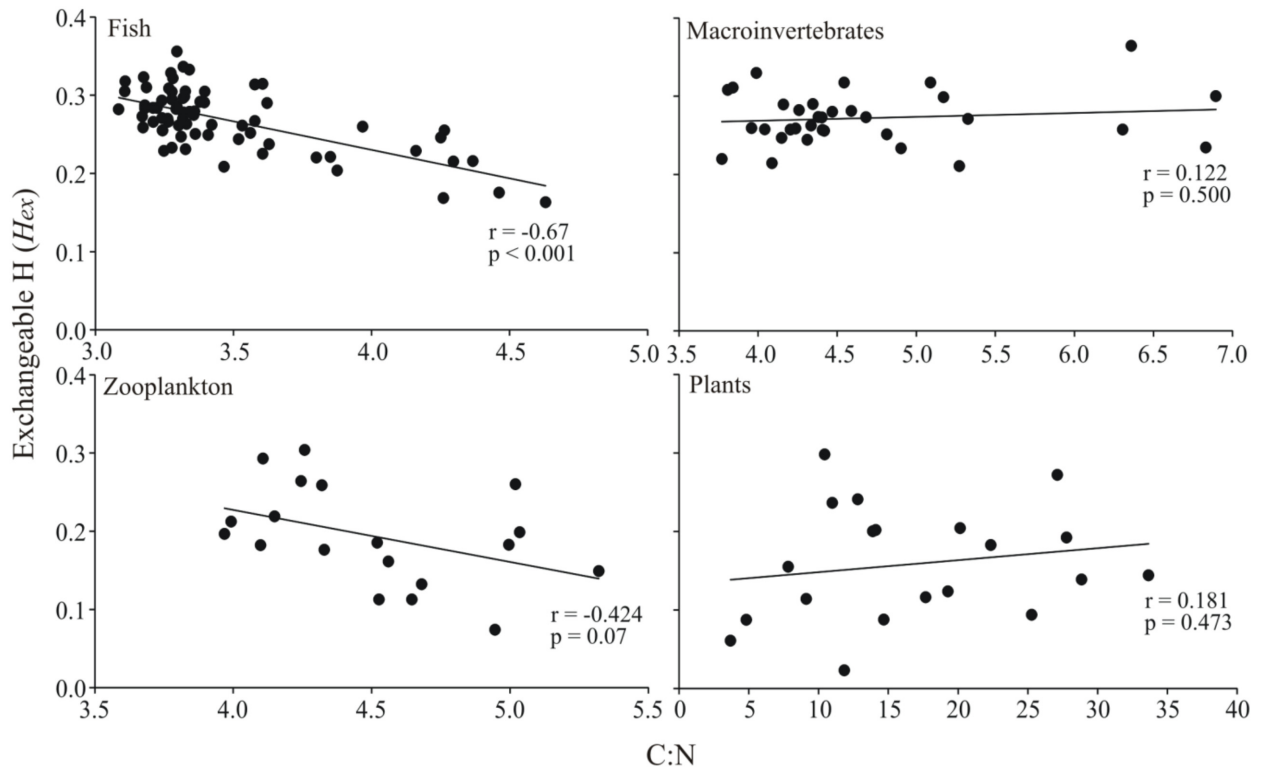 Exchangeable H (Hex)
Fish
0.4
0.3
0.2
0.1
0.0
r = -0.67
p < 0.001
3.0 3.5 4.0 4.5 5.0
Macroinvertebrates
r = 0.122
p = 0.500
3.5 4.0 4.5 5.0 5.5 6.0 6.5 7.0
Zooplankton
0.4
0.3
0.2
0.1
0.0
r = -0.424
p = 0.07
3.5 4.0 4.5 5.0 5.5
Plants
r = 0.181
p = 0.473
0 5 10 15 20 25 30 35 40
C:N